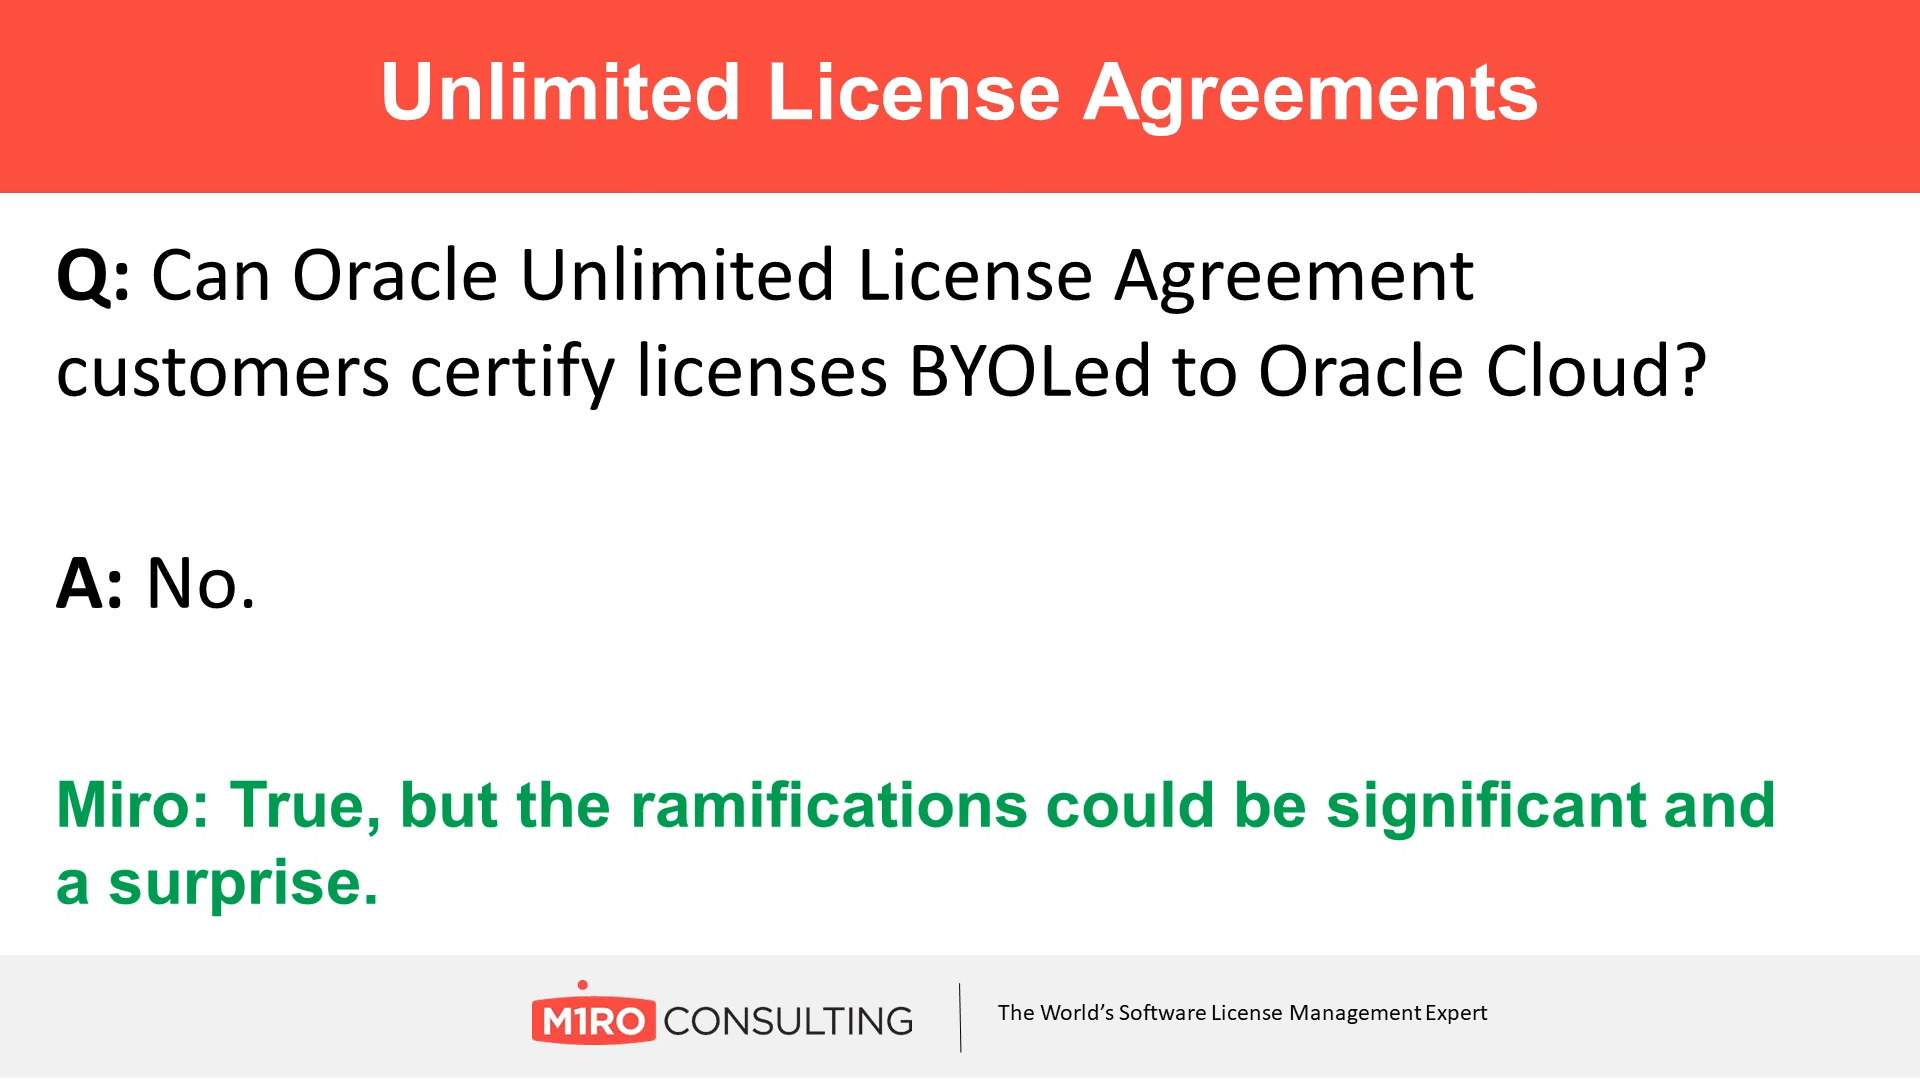 Unlimited License Agreements
Q: Can Oracle Unlimited License Agreement
customers certify licenses BYOLed to Oracle Cloud?
A: No.
Miro: True, but the ramifications could be significant and
a surprise.
M1RO CONSULTING
The World’s Software License Management Expert